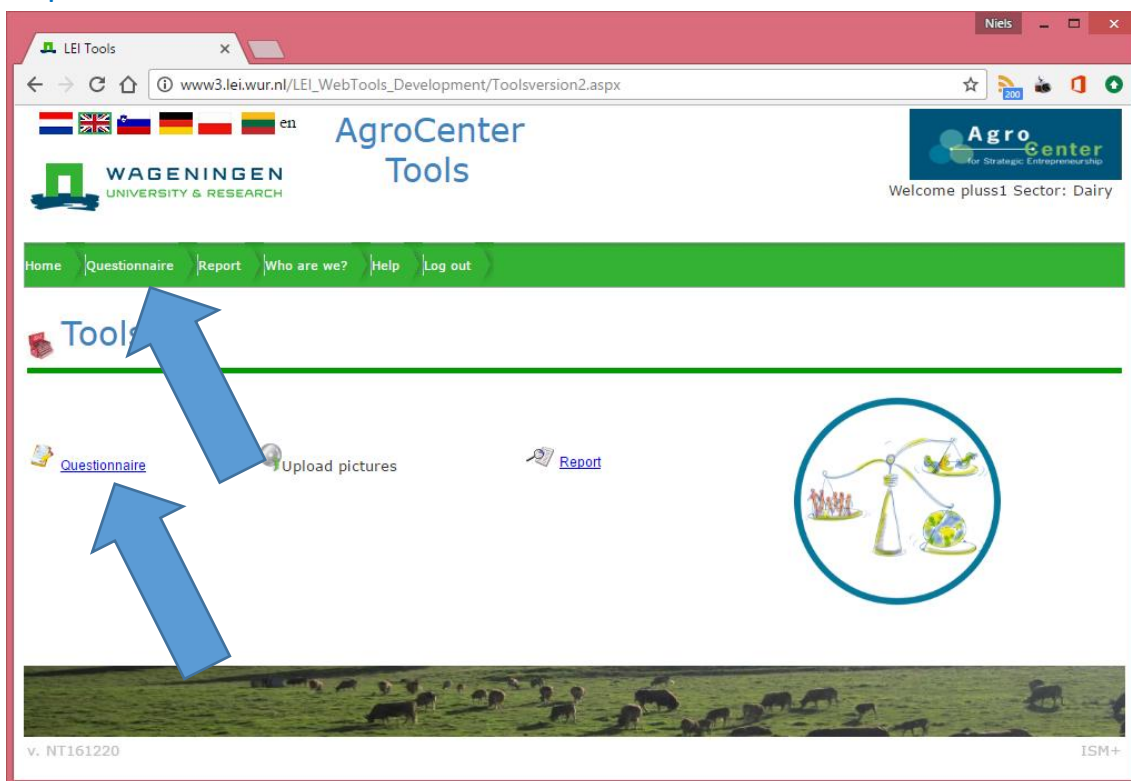 Niels
LEI Tools
www3.lei.wur.nl/LEI_WebTools_Development/Toolsversion2.aspx
200
en
AgroCenter
Tools
WAGENINGEN
UNIVERSITY & RESEARCH
Agro
Center
for Strategic Entrepreneurship
Welcome pluss1 Sector: Dairy
Home Questionnaire Report Who are we? Help Log out
Tools
Questionnaire Upload pictures Report
v. NT161220 ISM+